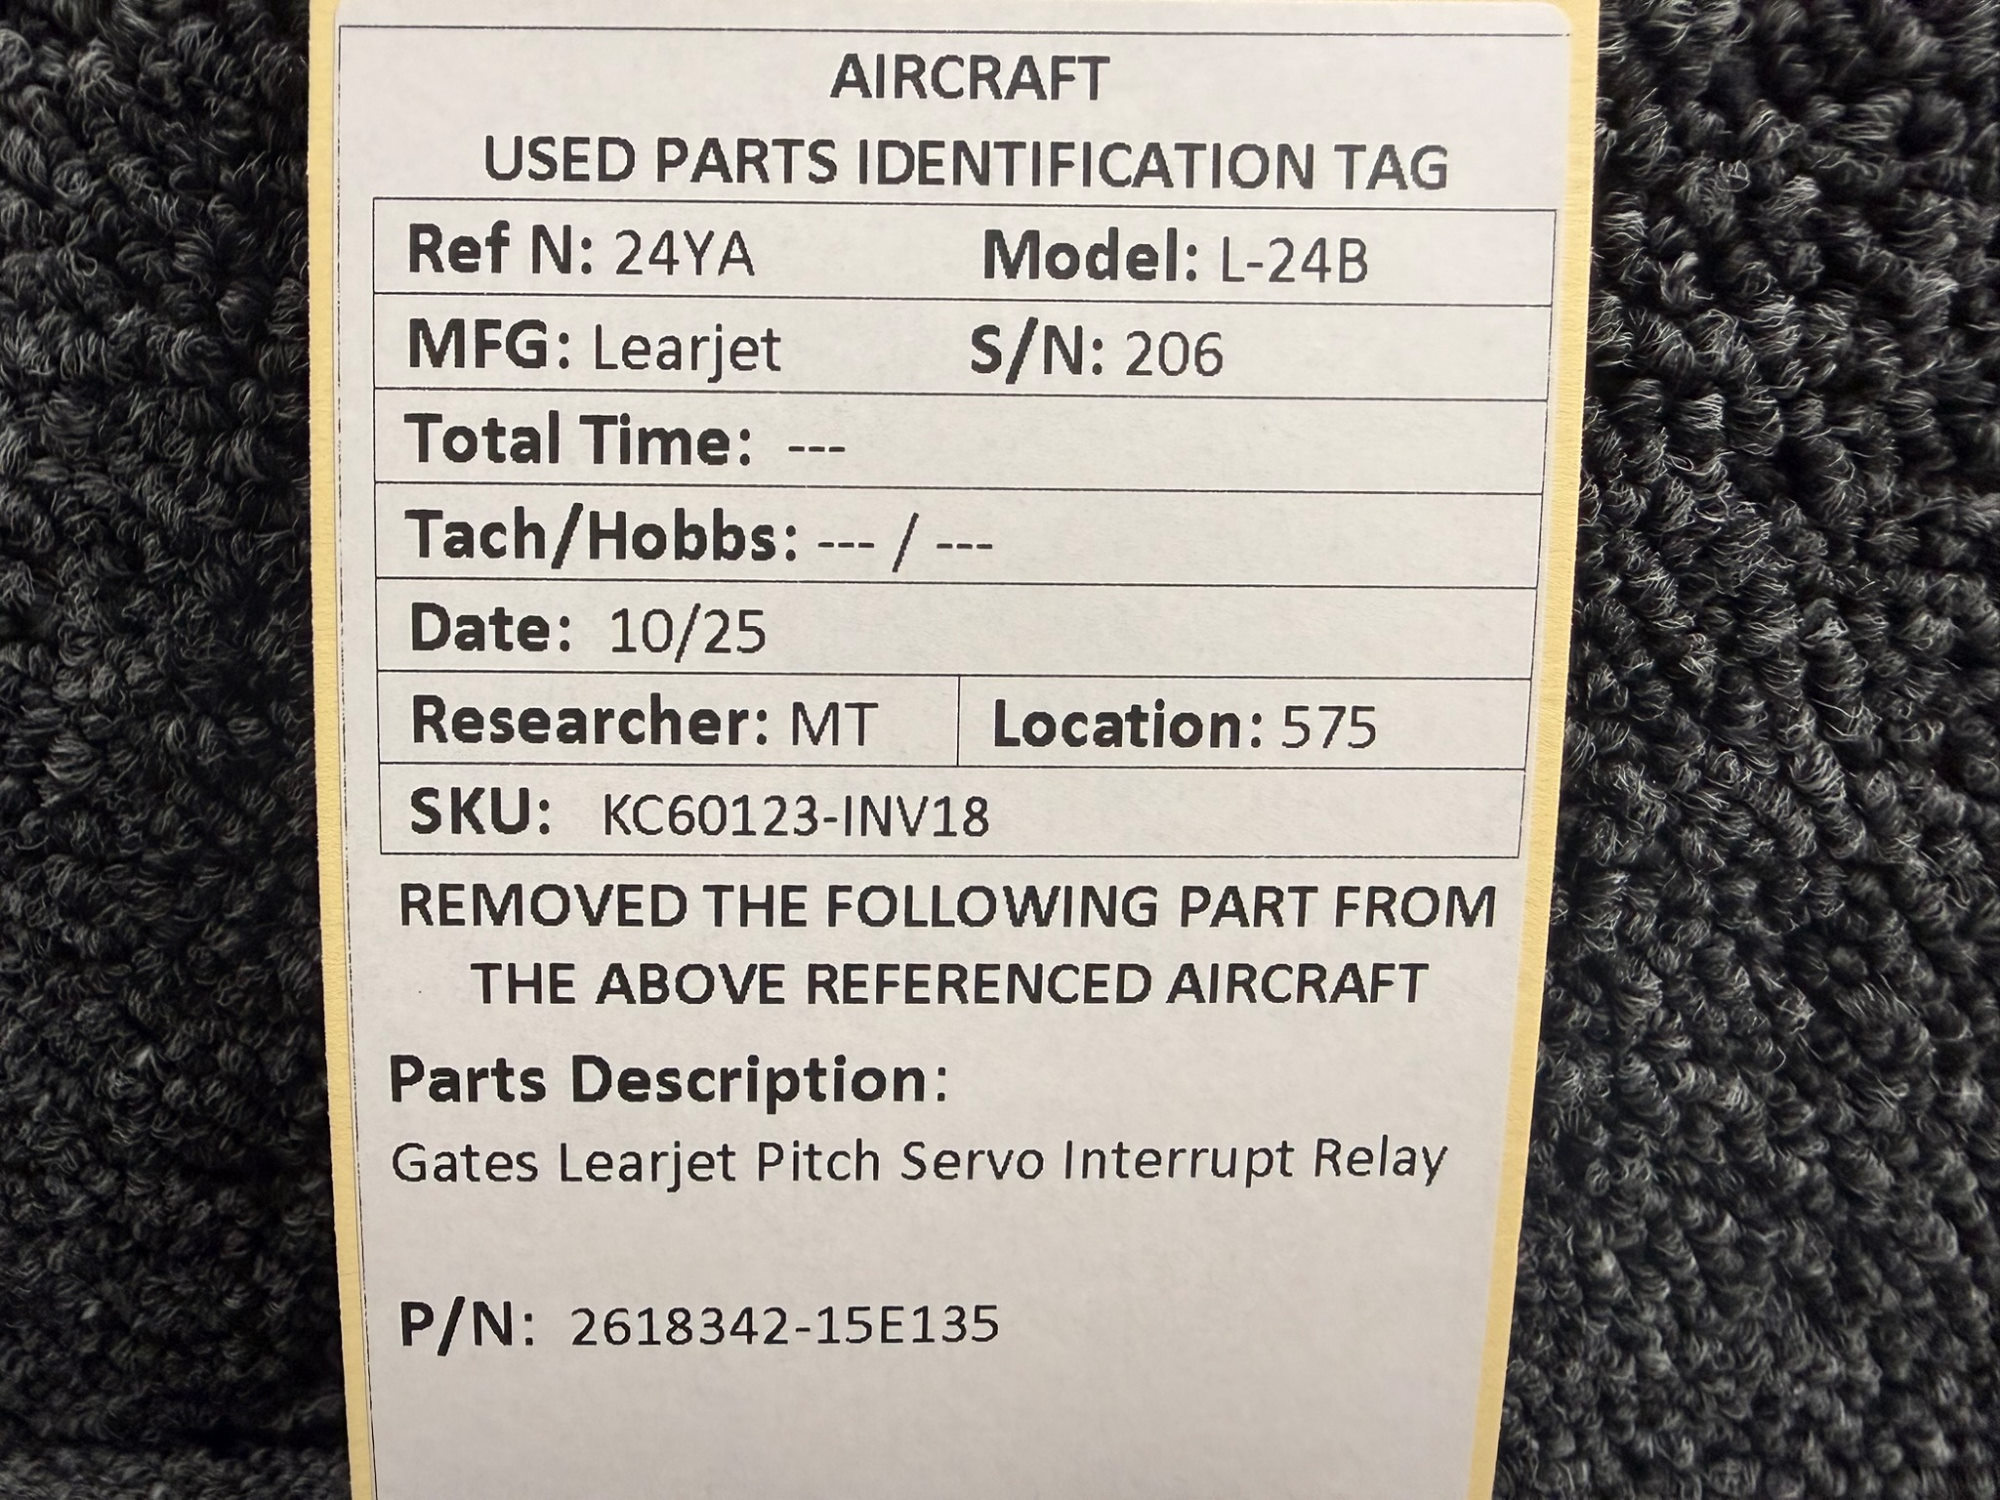 AIRCRAFT
USED PARTS IDENTIFICATION TAG
Ref N: 24YA Model: L-24B
MFG: Learjet S/N: 206
Total Time: ---
Tach/Hobbs: --- / ---
Date: 10/25
Researcher: MT Location: 575
SKU: KC60123-INV18
REMOVED THE FOLLOWING PART FROM
THE ABOVE REFERENCED AIRCRAFT
Parts Description:
Gates Learjet Pitch Servo Interrupt Relay
P/N: 2618342-15E135